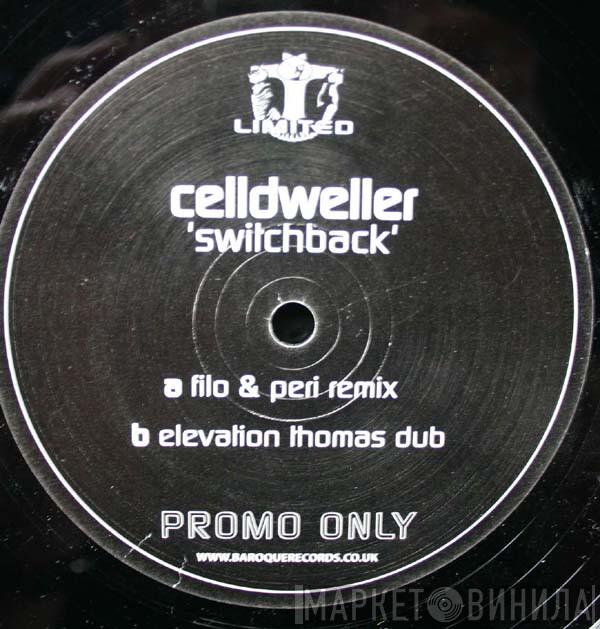 LIMITED
celldweller
'switchback'
a filo & peri remix
b elevation thomas dub
PROMO ONLY
WWW.BAROQUERECORDS.CO.UK
МАРКЕТ ВИНИЛА